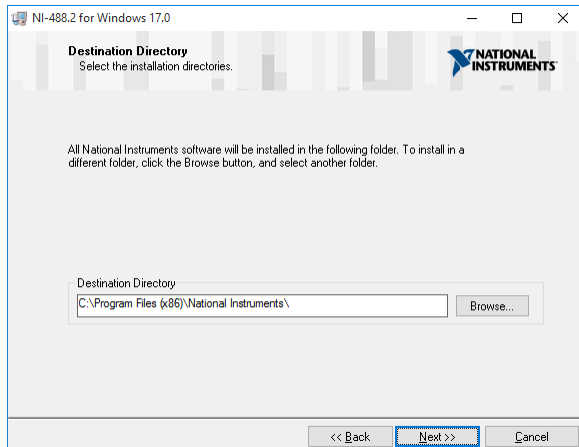 NI-488.2 for Windows 17.0
Destination Directory
Select the installation directories.
NATIONAL
INSTRUMENTS
All National Instruments software will be installed in the following folder. To install in a
different folder, click the Browse button, and select another folder.
Destination Directory
C:\Program Files (x86)\National Instruments\
Browse...
<< Back
Next >>
Cancel